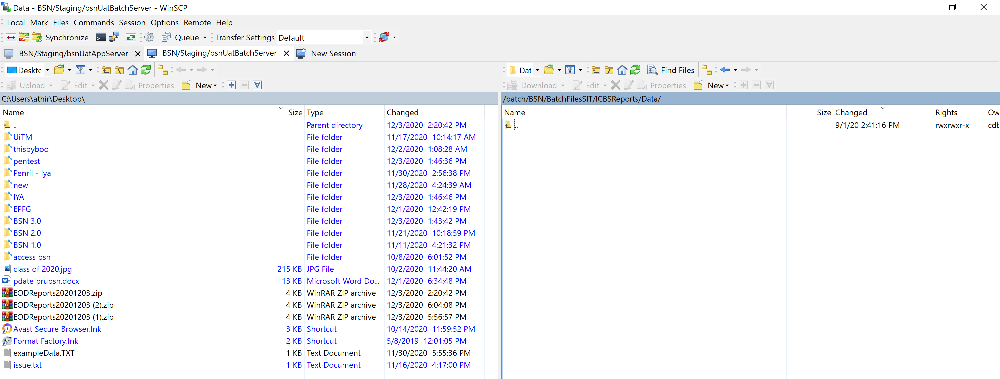 Data - BSN/Staging/bsnUatBatchServer - WinSCP
Local Mark Files Commands Session Options Remote Help
Synchronize Queue Transfer Settings Default
BSN/Staging/bsnUatAppServer BSN/Staging/bsnUatBatchServer New Session
Desktc Dat Find Files
Upload Edit Properties New Download Edit Properties New
C:\Users\athir\Desktop\ /batch/BSN/BatchFilesSIT/ICBSReports/Data/
Name Size Type Changed Name Size Changed Rights Ow
.. Parent directory 12/3/2020 2:20:42 PM .. 9/1/20 2:41:16 PM rwxrwxr-x cdb
UiTM File folder 11/17/2020 10:14:17 AM
thisbyboo File folder 12/2/2020 1:08:28 AM
pentest File folder 12/3/2020 1:46:36 PM
Penril - Iya File folder 11/30/2020 2:56:38 PM
new File folder 11/28/2020 4:24:39 AM
IYA File folder 12/3/2020 1:46:46 PM
EPFG File folder 12/1/2020 12:42:19 PM
BSN 3.0 File folder 12/3/2020 1:43:42 PM
BSN 2.0 File folder 11/21/2020 10:18:59 PM
BSN 1.0 File folder 11/11/2020 4:21:32 PM
access bsn File folder 10/8/2020 6:01:52 PM
class of 2020.jpg 215 KB JPG File 10/2/2020 11:44:20 AM
pdate prubsn.docx 13 KB Microsoft Word Do... 12/1/2020 6:34:48 PM
EODReports20201203.zip 4 KB WinRAR ZIP archive 12/3/2020 2:20:42 PM
EODReports20201203 (2).zip 4 KB WinRAR ZIP archive 12/3/2020 6:04:08 PM
EODReports20201203 (1).zip 4 KB WinRAR ZIP archive 12/3/2020 5:56:57 PM
Avast Secure Browser.lnk 3 KB Shortcut 10/14/2020 11:59:52 PM
Format Factory.lnk 2 KB Shortcut 5/8/2019 12:01:05 PM
exampleData.TXT 1 KB Text Document 11/30/2020 5:55:36 PM
issue.txt 1 KB Text Document 11/16/2020 4:17:00 PM